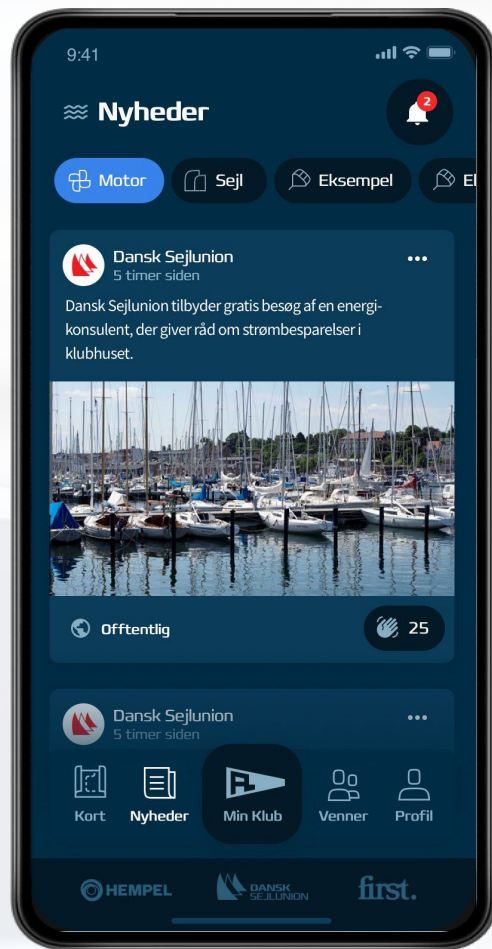 9:41
Nyheder
2
Motor
Sejl
Eksempel
El
Dansk Sejlunion
5 timer siden
Dansk Sejlunion tilbyder gratis besøg af en energi-
konsulent, der giver råd om strømbesparelser i
klubhuset.
Offtentlig
25
Dansk Sejlunion
5 timer siden
Kort
Nyheder
Min Klub
Venner
Profil
HEMPEL
DANSK
SEJLUNION
first.